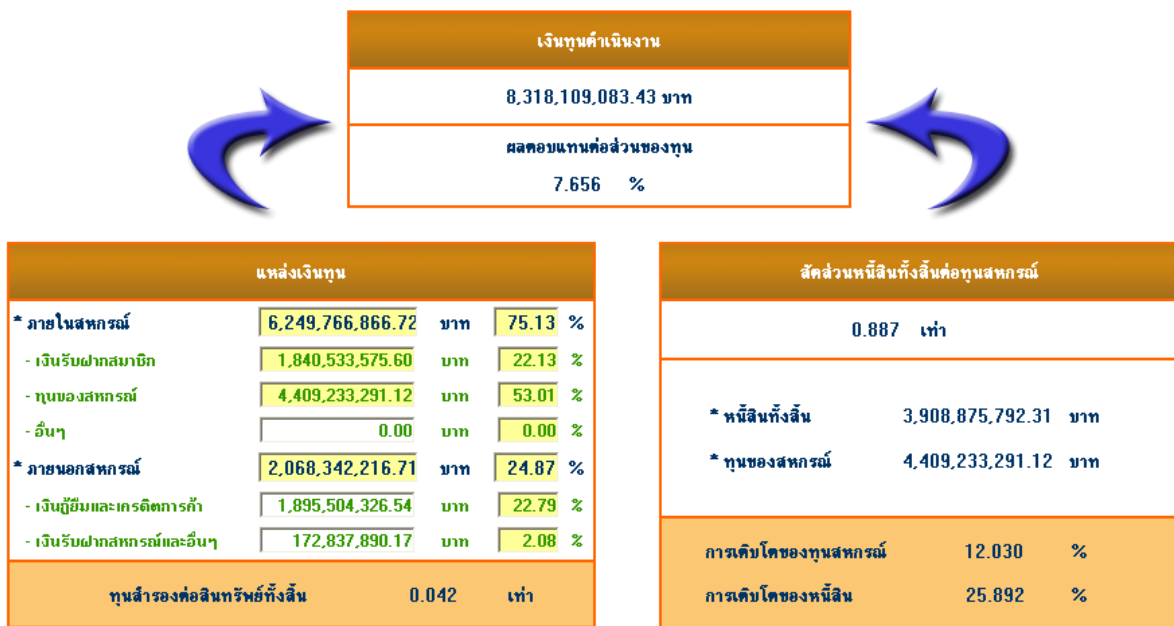 เงินทุนดำเนินงาน
8,318,109,083.43 บาท
ผลตอบแทนต่อส่วนของทุน
7.656 %
แหล่งเงินทุน
* ภายในสหกรณ์ 6,249,766,866.72 บาท 75.13 %
- เงินรับฝากสมาชิก 1,840,533,575.60 บาท 22.13 %
- ทุนของสหกรณ์ 4,409,233,291.12 บาท 53.01 %
- อื่นๆ 0.00 บาท 0.00 %
* ภายนอกสหกรณ์ 2,068,342,216.71 บาท 24.87 %
- เงินกู้ยืมและเครดิตการค้า 1,895,504,326.54 บาท 22.79 %
- เงินรับฝากสหกรณ์และอื่นๆ 172,837,890.17 บาท 2.08 %
ทุนสำรองต่อสินทรัพย์ทั้งสิ้น 0.042 เท่า
สัดส่วนหนี้สินทั้งสิ้นต่อทุนสหกรณ์
0.887 เท่า
* หนี้สินทั้งสิ้น 3,908,875,792.31 บาท
* ทุนของสหกรณ์ 4,409,233,291.12 บาท
การเติบโตของทุนสหกรณ์ 12.030 %
การเติบโตของหนี้สิน 25.892 %